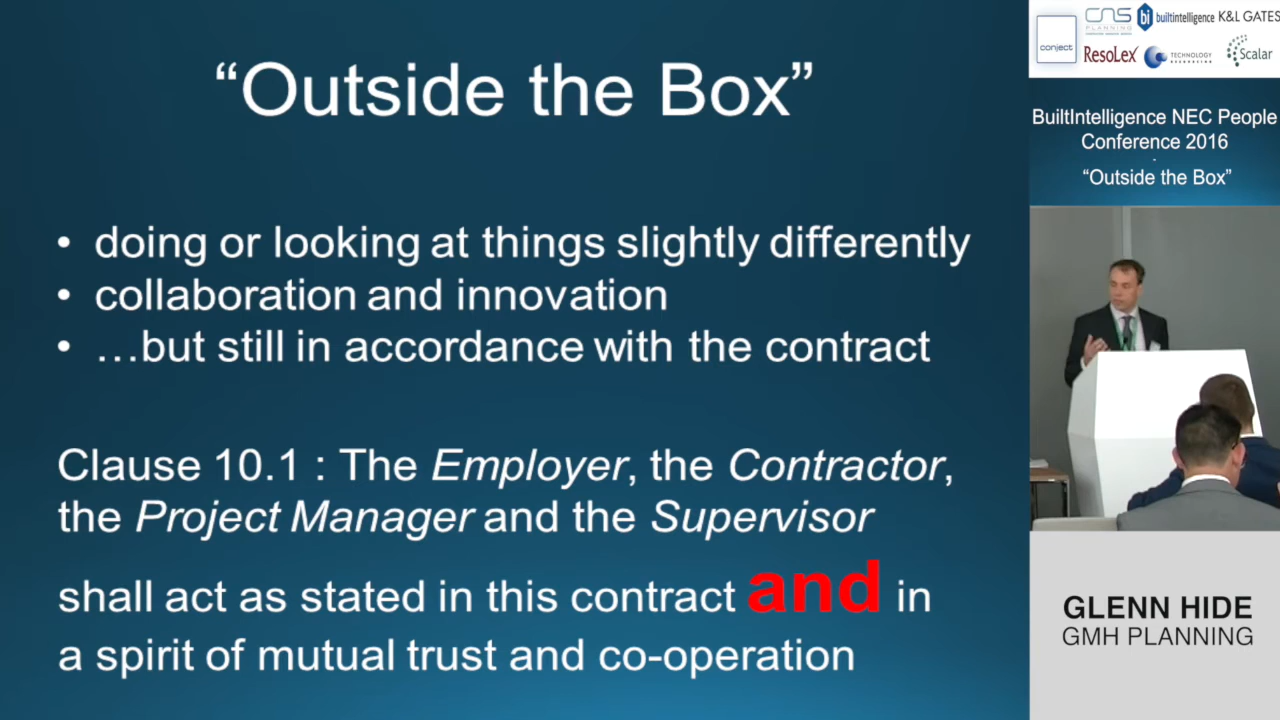 “Outside the Box”
• doing or looking at things slightly differently
• collaboration and innovation
• …but still in accordance with the contract
Clause 10.1 : The Employer, the Contractor,
the Project Manager and the Supervisor
shall act as stated in this contract and in
a spirit of mutual trust and co-operation
conject
CNS
PLANNING
bi builtintelligence
K&L GATES
ResoLex
TECHNOLOGY
Scalar
BuiltIntelligence NEC People
Conference 2016
-
“Outside the Box”
GLENN HIDE
GMH PLANNING